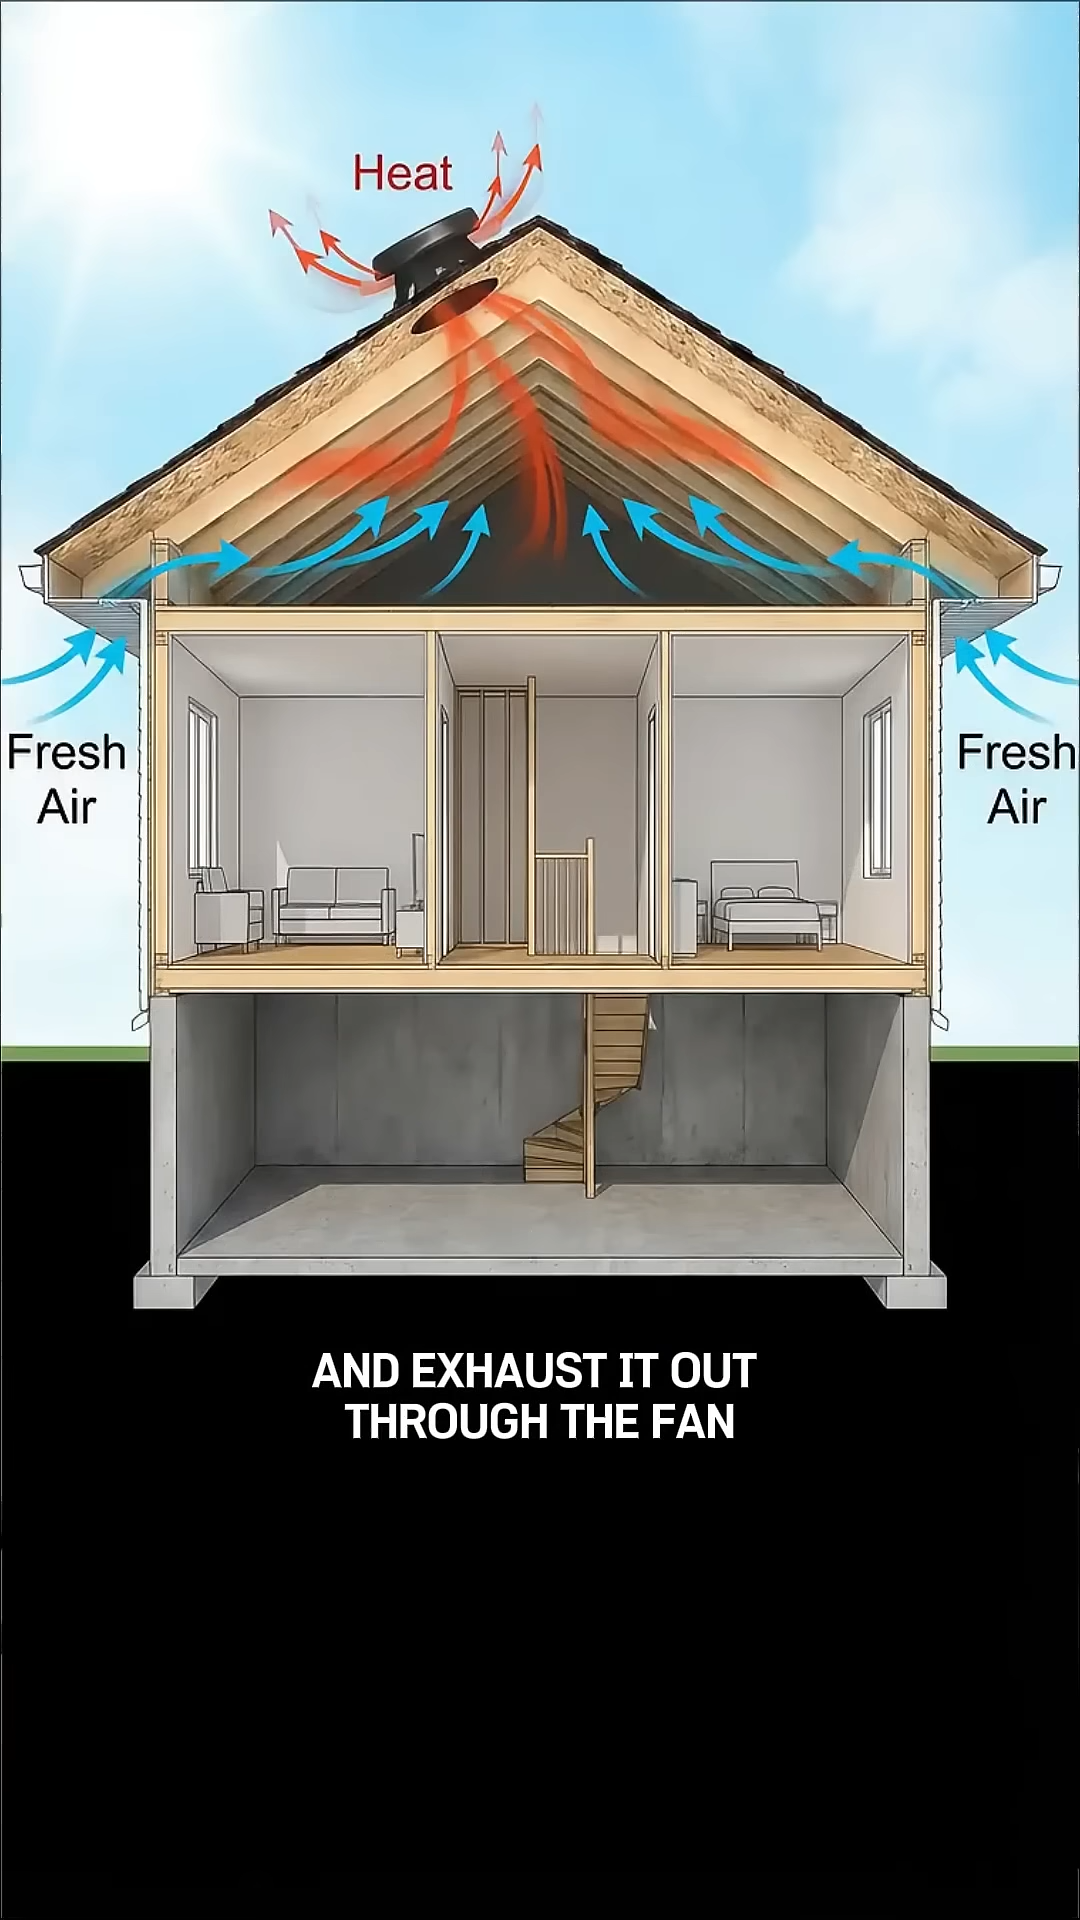 Heat
Fresh
Air
Fresh
Air
AND EXHAUST IT OUT
THROUGH THE FAN